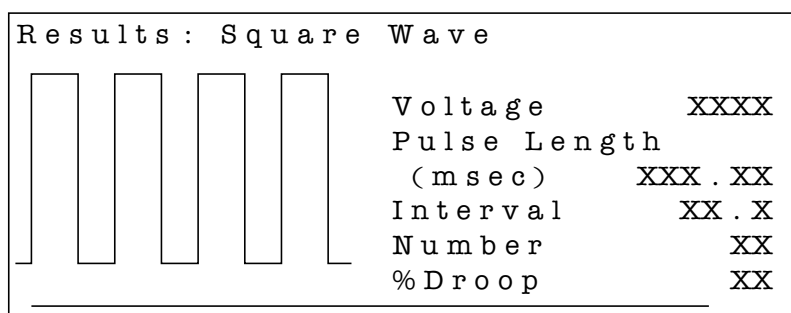 Results: Square Wave
Voltage XXXX
Pulse Length
(msec) XXX.XX
Interval XX.X
Number XX
%Droop XX